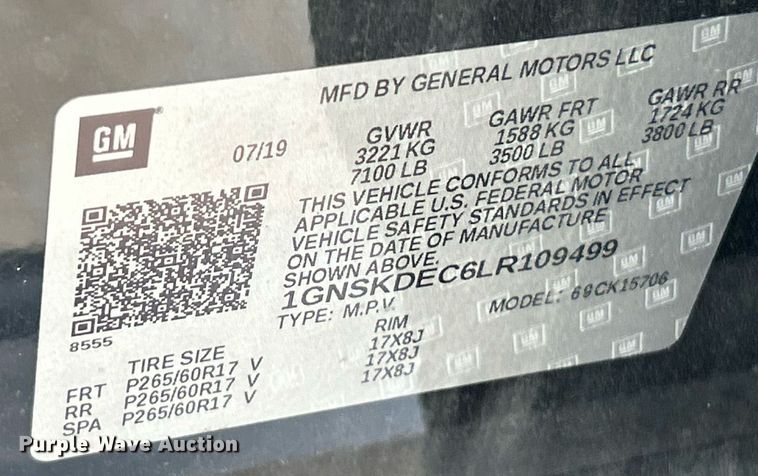 MFD BY GENERAL MOTORS LLC
GM
07/19
GVWR
3221 KG
7100 LB
GAWR FRT
1588 KG
3500 LB
GAWR RR
1724 KG
3800 LB
THIS VEHICLE CONFORMS TO ALL
APPLICABLE U.S. FEDERAL MOTOR
VEHICLE SAFETY STANDARDS IN EFFECT
ON THE DATE OF MANUFACTURE
SHOWN ABOVE.
1GNSKDEC6LR109499
TYPE: M.P.V. MODEL: 69CK15706
8555
TIRE SIZE RIM
FRT P265/60R17 V 17X8J
RR P265/60R17 V 17X8J
SPA P265/60R17 V 17X8J
Purple Wave Auction